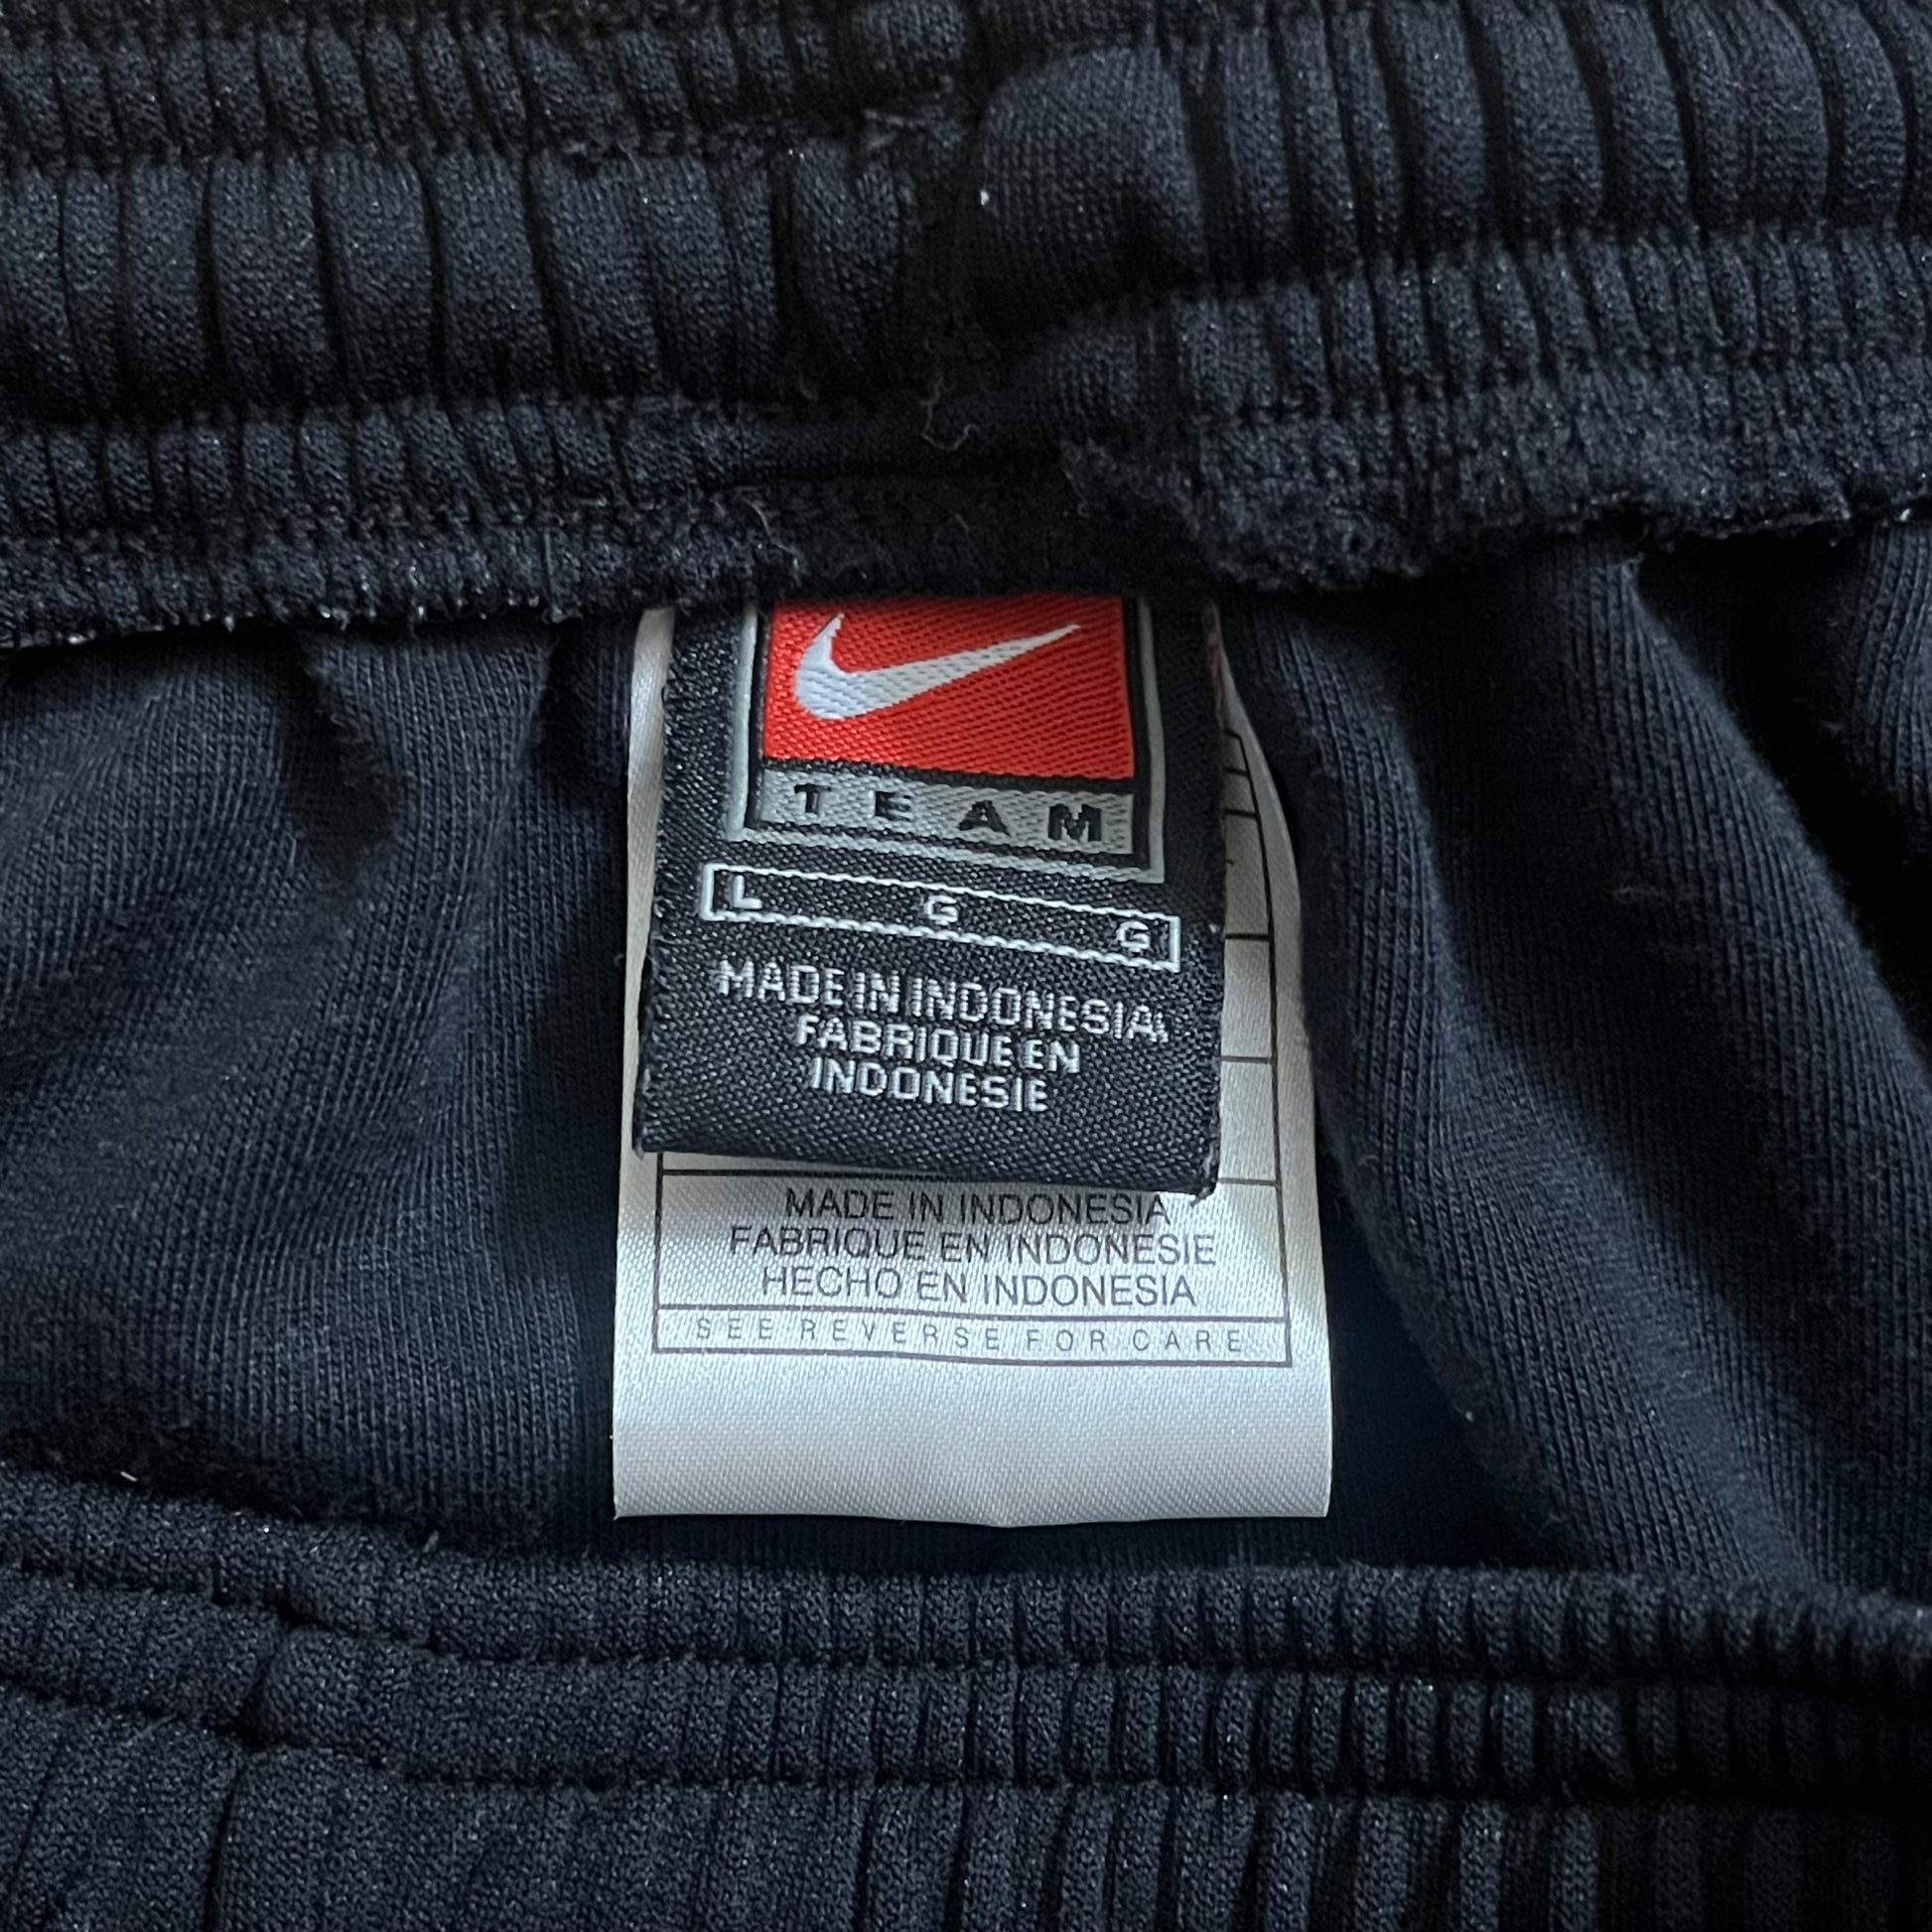 TEAM
L G G
MADE IN INDONESIA
FABRIQUE EN
INDONESIE
MADE IN INDONESIA
FABRIQUE EN INDONESIE
HECHO EN INDONESIA
SEE REVERSE FOR CARE